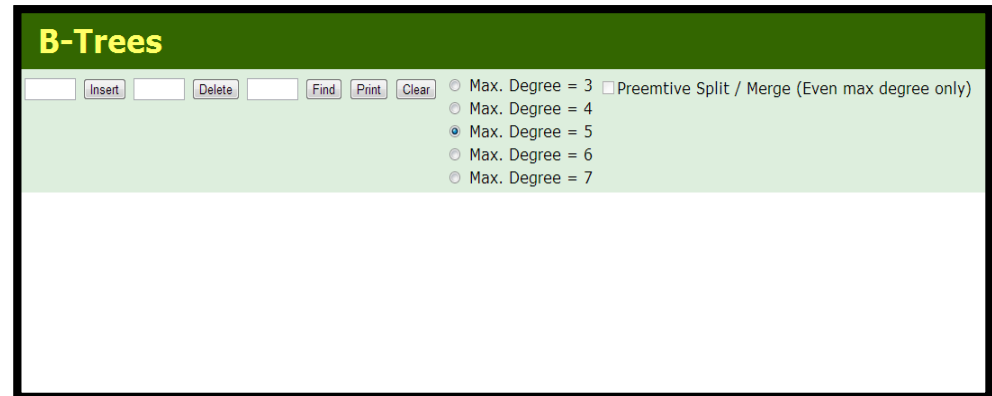 B-Trees
Insert Delete Find Print Clear Max. Degree = 3 Preemtive Split / Merge (Even max degree only)
Max. Degree = 4
Max. Degree = 5
Max. Degree = 6
Max. Degree = 7